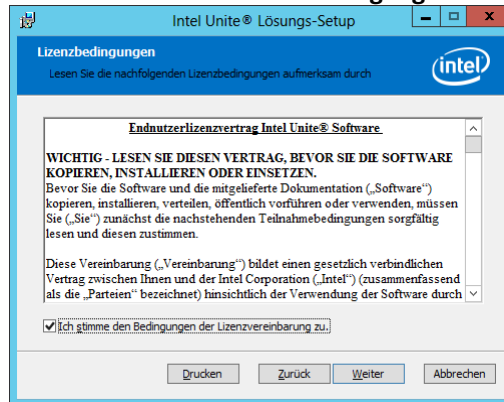 Intel Unite® Lösungs-Setup
Lizenzbedingungen
Lesen Sie die nachfolgenden Lizenzbedingungen aufmerksam durch
intel
Endnutzerlizenzvertrag Intel Unite® Software
WICHTIG - LESEN SIE DIESEN VERTRAG, BEVOR SIE DIE SOFTWARE
KOPIEREN, INSTALLIEREN ODER EINSETZEN.
Bevor Sie die Software und die mitgelieferte Dokumentation („Software“)
kopieren, installieren, verteilen, öffentlich vorführen oder verwenden, müssen
Sie („Sie“) zunächst die nachstehenden Teilnahmebedingungen sorgfältig
lesen und diesen zustimmen.
Diese Vereinbarung („Vereinbarung“) bildet einen gesetzlich verbindlichen
Vertrag zwischen Ihnen und der Intel Corporation („Intel“) (zusammenfassend
als die „Parteien“ bezeichnet) hinsichtlich der Verwendung der Software durch
Ich stimme den Bedingungen der Lizenzvereinbarung zu.
Drucken Zurück Weiter Abbrechen